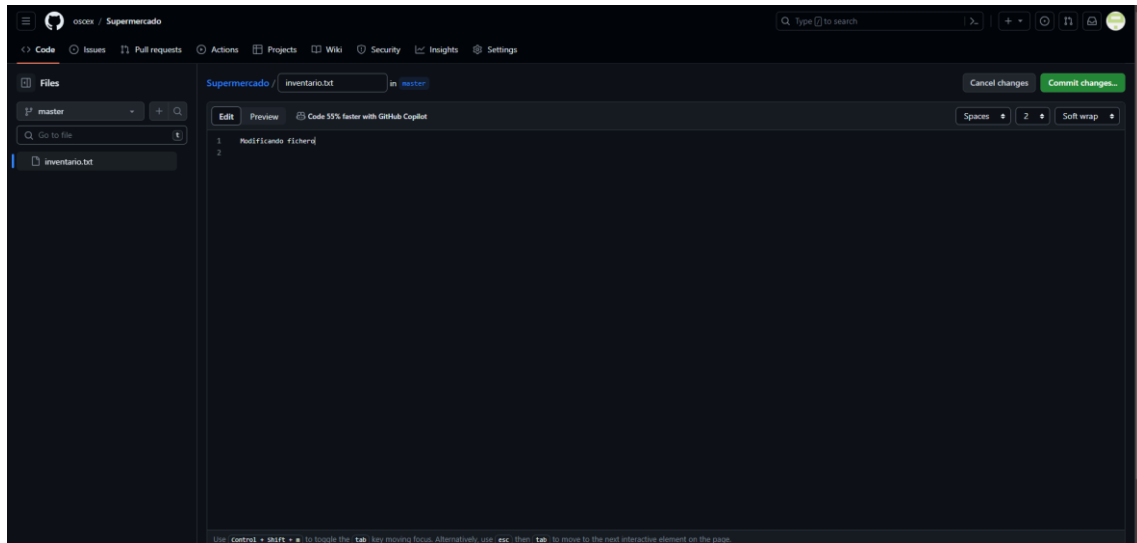 oscex / Supermercado
Type / to search
<> Code Issues Pull requests Actions Projects Wiki Security Insights Settings
Files
master
Go to file t
inventario.txt
Supermercado / inventario.txt in master
Cancel changes Commit changes...
Edit Preview Code 55% faster with GitHub Copilot
Spaces 2 Soft wrap
1 Modificando fichero
2
Use Control + Shift + m to toggle the tab key moving focus. Alternatively, use esc then tab to move to the next interactive element on the page.